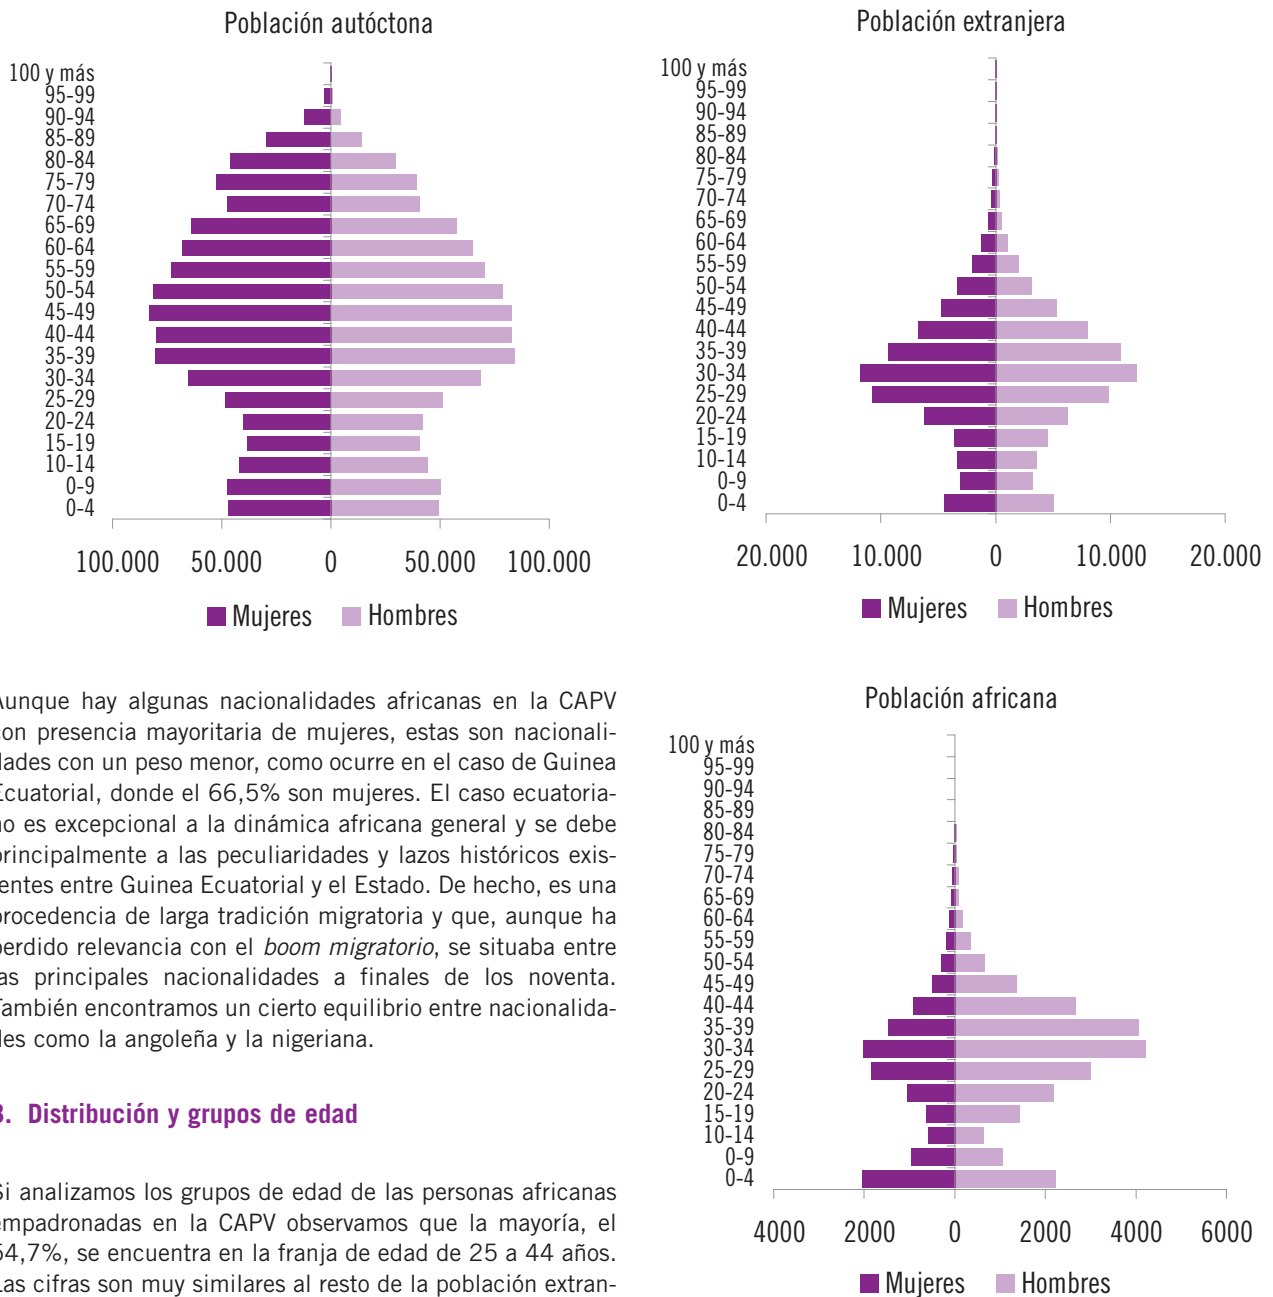 Población autóctona
100 y más
95-99
90-94
85-89
80-84
75-79
70-74
65-69
60-64
55-59
50-54
45-49
40-44
35-39
30-34
25-29
20-24
15-19
10-14
0-9
0-4
100.000 50.000 0 50.000 100.000
Mujeres Hombres
Población extranjera
100 y más
95-99
90-94
85-89
80-84
75-79
70-74
65-69
60-64
55-59
50-54
45-49
40-44
35-39
30-34
25-29
20-24
15-19
10-14
0-9
0-4
20.000 10.000 0 10.000 20.000
Mujeres Hombres
Aunque hay algunas nacionalidades africanas en la CAPV
con presencia mayoritaria de mujeres, estas son nacionali-
dades con un peso menor, como ocurre en el caso de Guinea
Ecuatorial, donde el 66,5% son mujeres. El caso ecuatoria-
no es excepcional a la dinámica africana general y se debe
principalmente a las peculiaridades y lazos históricos exis-
tentes entre Guinea Ecuatorial y el Estado. De hecho, es una
procedencia de larga tradición migratoria y que, aunque ha
perdido relevancia con el boom migratorio, se situaba entre
las principales nacionalidades a finales de los noventa.
También encontramos un cierto equilibrio entre nacionalida-
des como la angoleña y la nigeriana.
3. Distribución y grupos de edad
Si analizamos los grupos de edad de las personas africanas
empadronadas en la CAPV observamos que la mayoría, el
54,7%, se encuentra en la franja de edad de 25 a 44 años.
Las cifras son muy similares al resto de la población extran-
Población africana
100 y más
95-99
90-94
85-89
80-84
75-79
70-74
65-69
60-64
55-59
50-54
45-49
40-44
35-39
30-34
25-29
20-24
15-19
10-14
0-9
0-4
4000 2000 0 2000 4000 6000
Mujeres Hombres